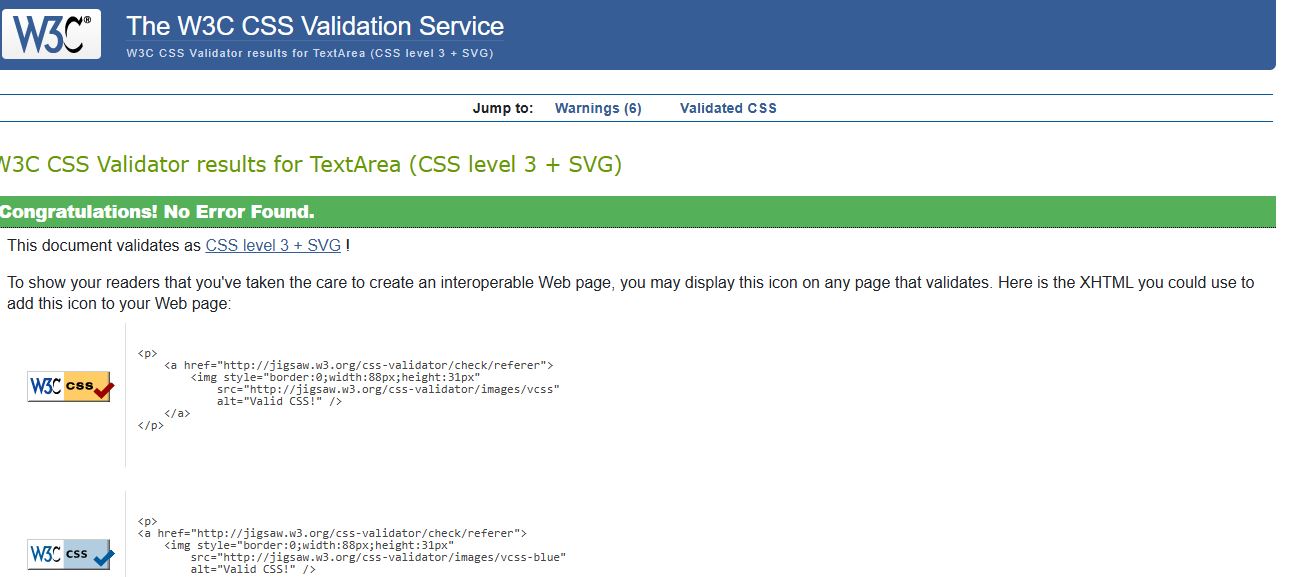 W3C® The W3C CSS Validation Service
W3C CSS Validator results for TextArea (CSS level 3 + SVG)
Jump to: Warnings (6) Validated CSS
W3C CSS Validator results for TextArea (CSS level 3 + SVG)
Congratulations! No Error Found.
This document validates as CSS level 3 + SVG !
To show your readers that you've taken the care to create an interoperable Web page, you may display this icon on any page that validates. Here is the XHTML you could use to
add this icon to your Web page:
<p>
<a href="http://jigsaw.w3.org/css-validator/check/referer">
<img style="border:0;width:88px;height:31px"
W3C css
src="http://jigsaw.w3.org/css-validator/images/vcss"
alt="Valid CSS!" />
</a>
</p>
<p>
<a href="http://jigsaw.w3.org/css-validator/check/referer">
<img style="border:0;width:88px;height:31px"
W3C css
src="http://jigsaw.w3.org/css-validator/images/vcss-blue"
alt="Valid CSS!" />